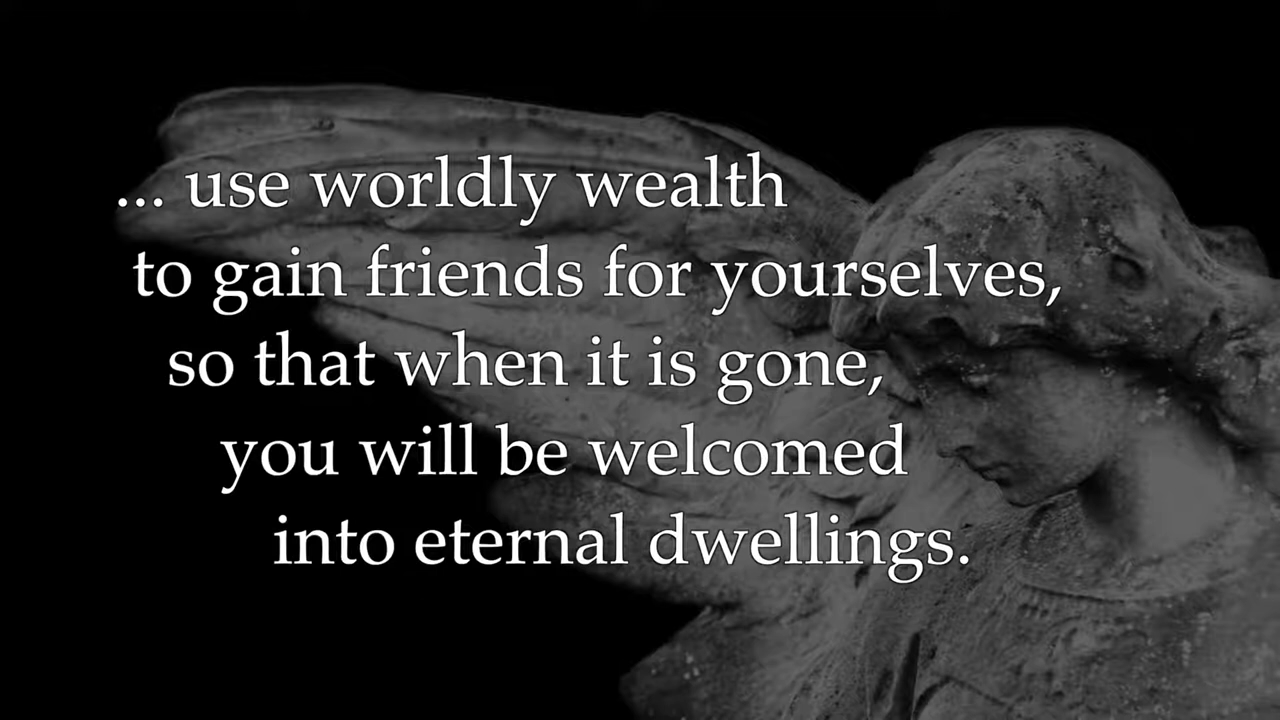 ... use worldly wealth
to gain friends for yourselves,
so that when it is gone,
you will be welcomed
into eternal dwellings.